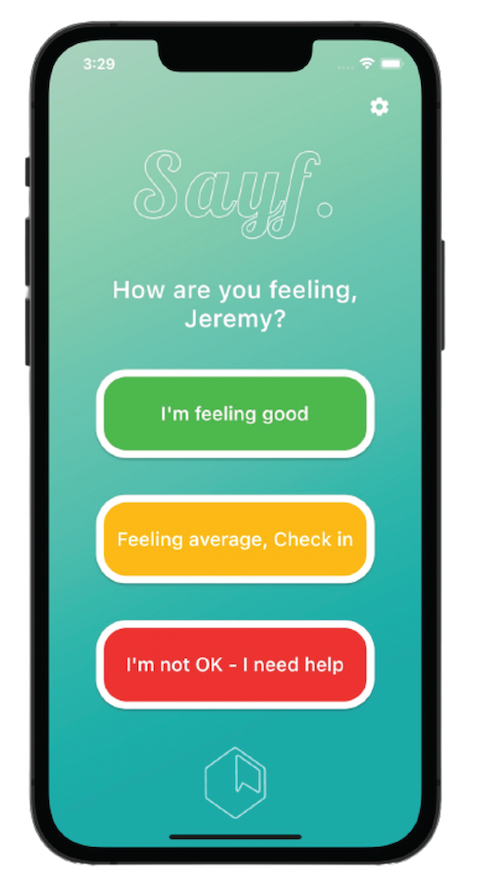 3:29
Sayf.
How are you feeling,
Jeremy?
I'm feeling good
Feeling average, Check in
I'm not OK - I need help